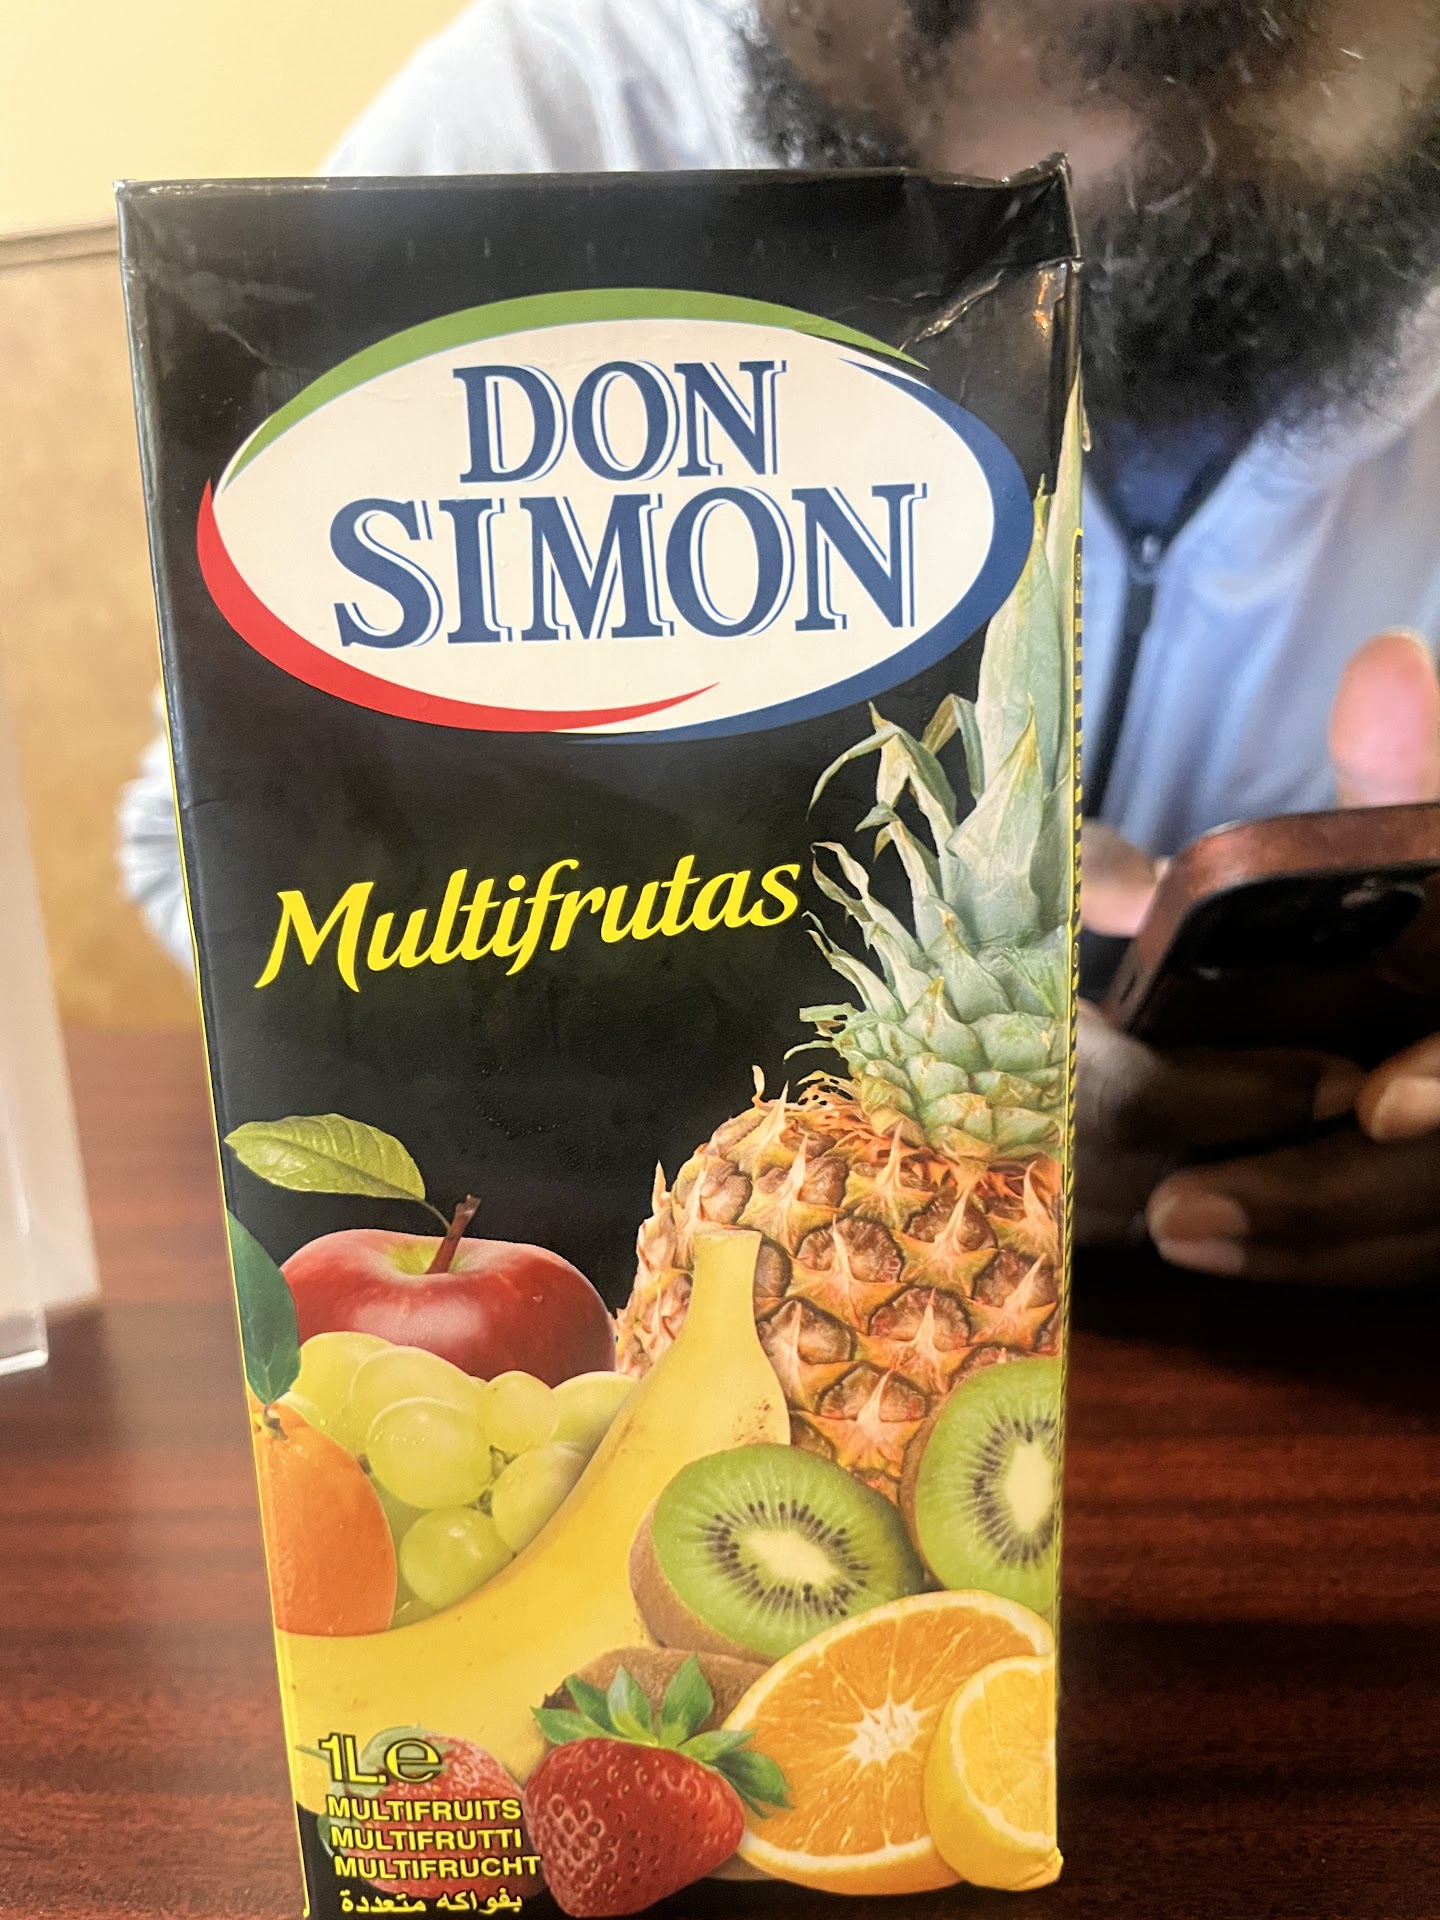 DON
SIMON
Multifrutas
1L.℮
MULTIFRUITS
MULTIFRUTTI
MULTIFRUCHT
بفواكه متعددة